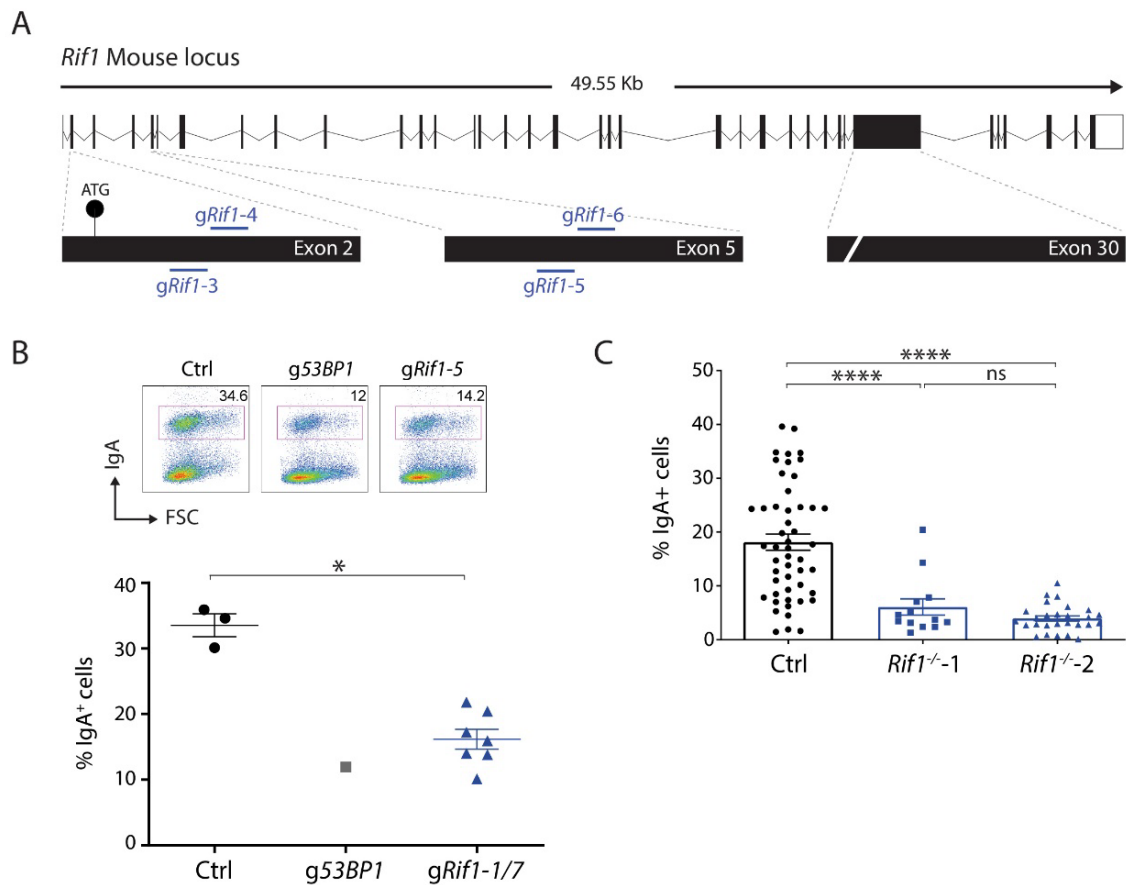 A
Rif1 Mouse locus
49.55 Kb
ATG
gRif1-4
gRif1-6
Exon 2
Exon 5
Exon 30
gRif1-3
gRif1-5
B
Ctrl
g53BP1
gRif1-5
34.6
12
14.2
IgA
FSC
*
40
30
20
10
0
% IgA+ cells
Ctrl
g53BP1
gRif1-1/7
C
****
****
ns
50
40
30
20
10
0
% IgA+ cells
Ctrl
Rif1-/--1
Rif1-/--2